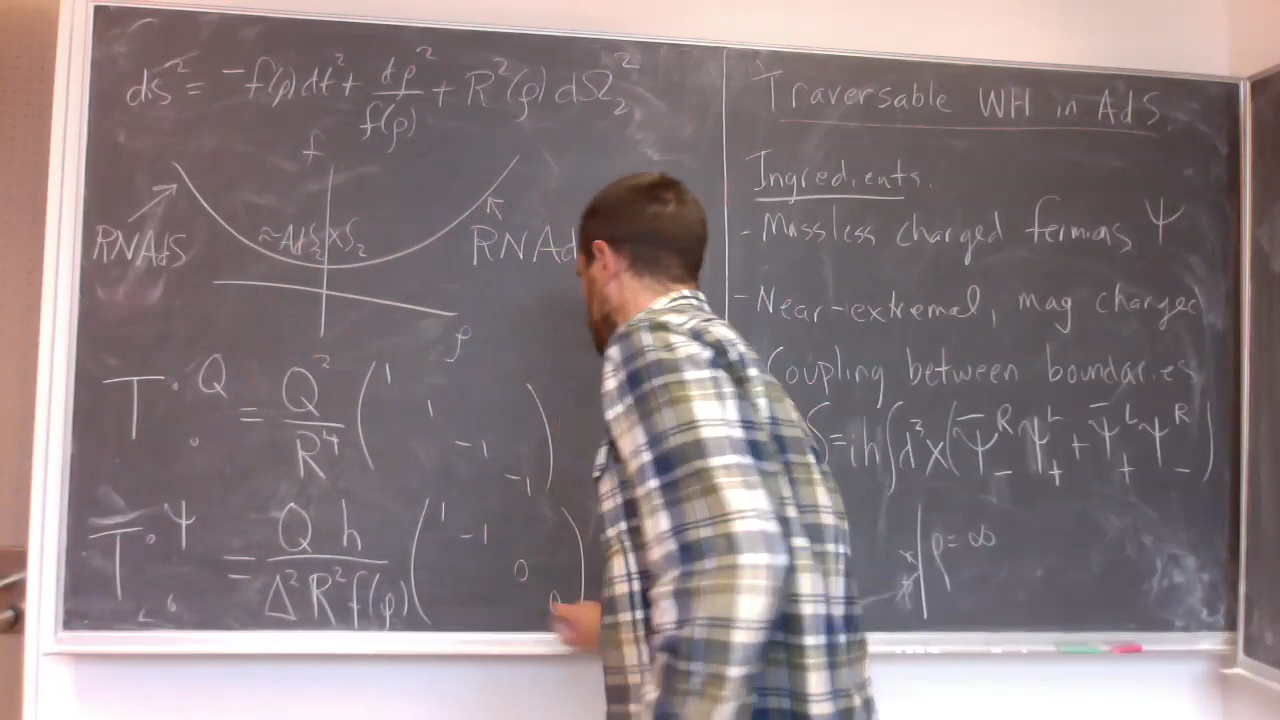 ds² = -f(ρ)dt² + dρ²/f(ρ) + R²(ρ)dΩ₂²
f
RNAdS
≈AdS₂×S₂
RNAd
ρ
T^Q = Q²/R⁴ (1 1 -1 -1)
T^Ψ = Qh/Δ²R²f(ρ) (1 -1 0 0)
Traversable WH in AdS.
Ingredients.
- Massless charged fermions Ψ
- Near-extremal, mag charged
Coupling between boundaries
S=ih∫d³x(Ψ̄₋ᴿΨ₊ᴸ+Ψ̄₊ᴸΨ₋ᴿ)
ρ=∞